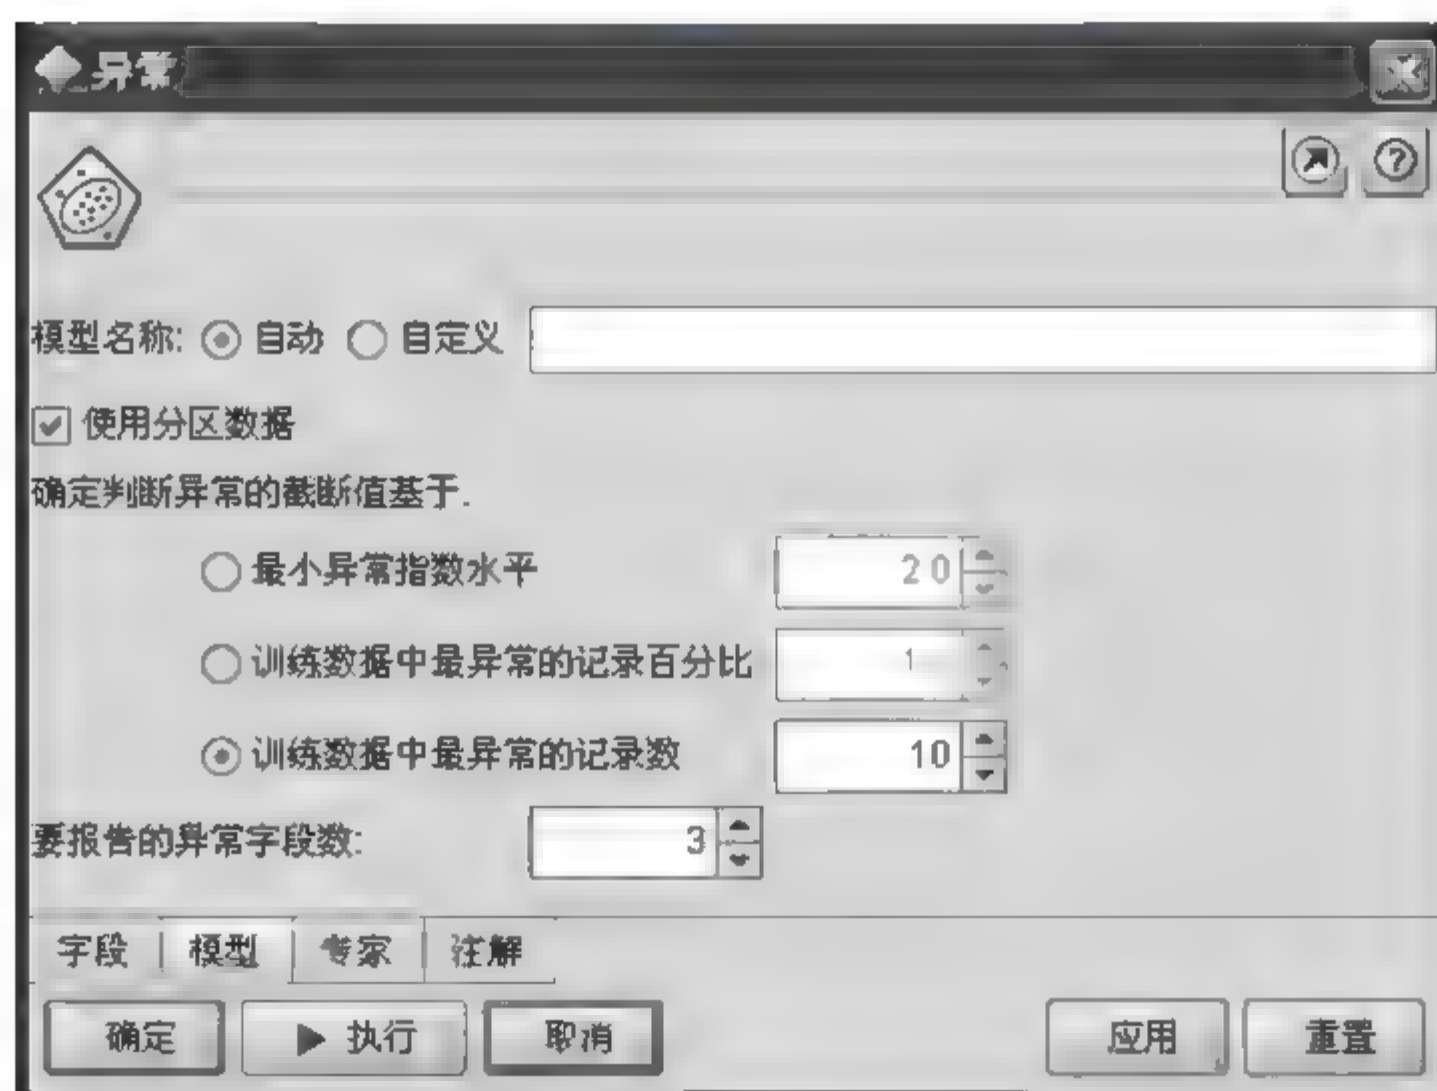 异常
模型名称: 自动 自定义
使用分区数据
确定判断异常的截断值基于.
最小异常指数水平 2 0
训练数据中最异常的记录百分比 1
训练数据中最异常的记录数 10
要报告的异常字段数: 3
字段 模型 专家 注解
确定 执行 取消 应用 重置